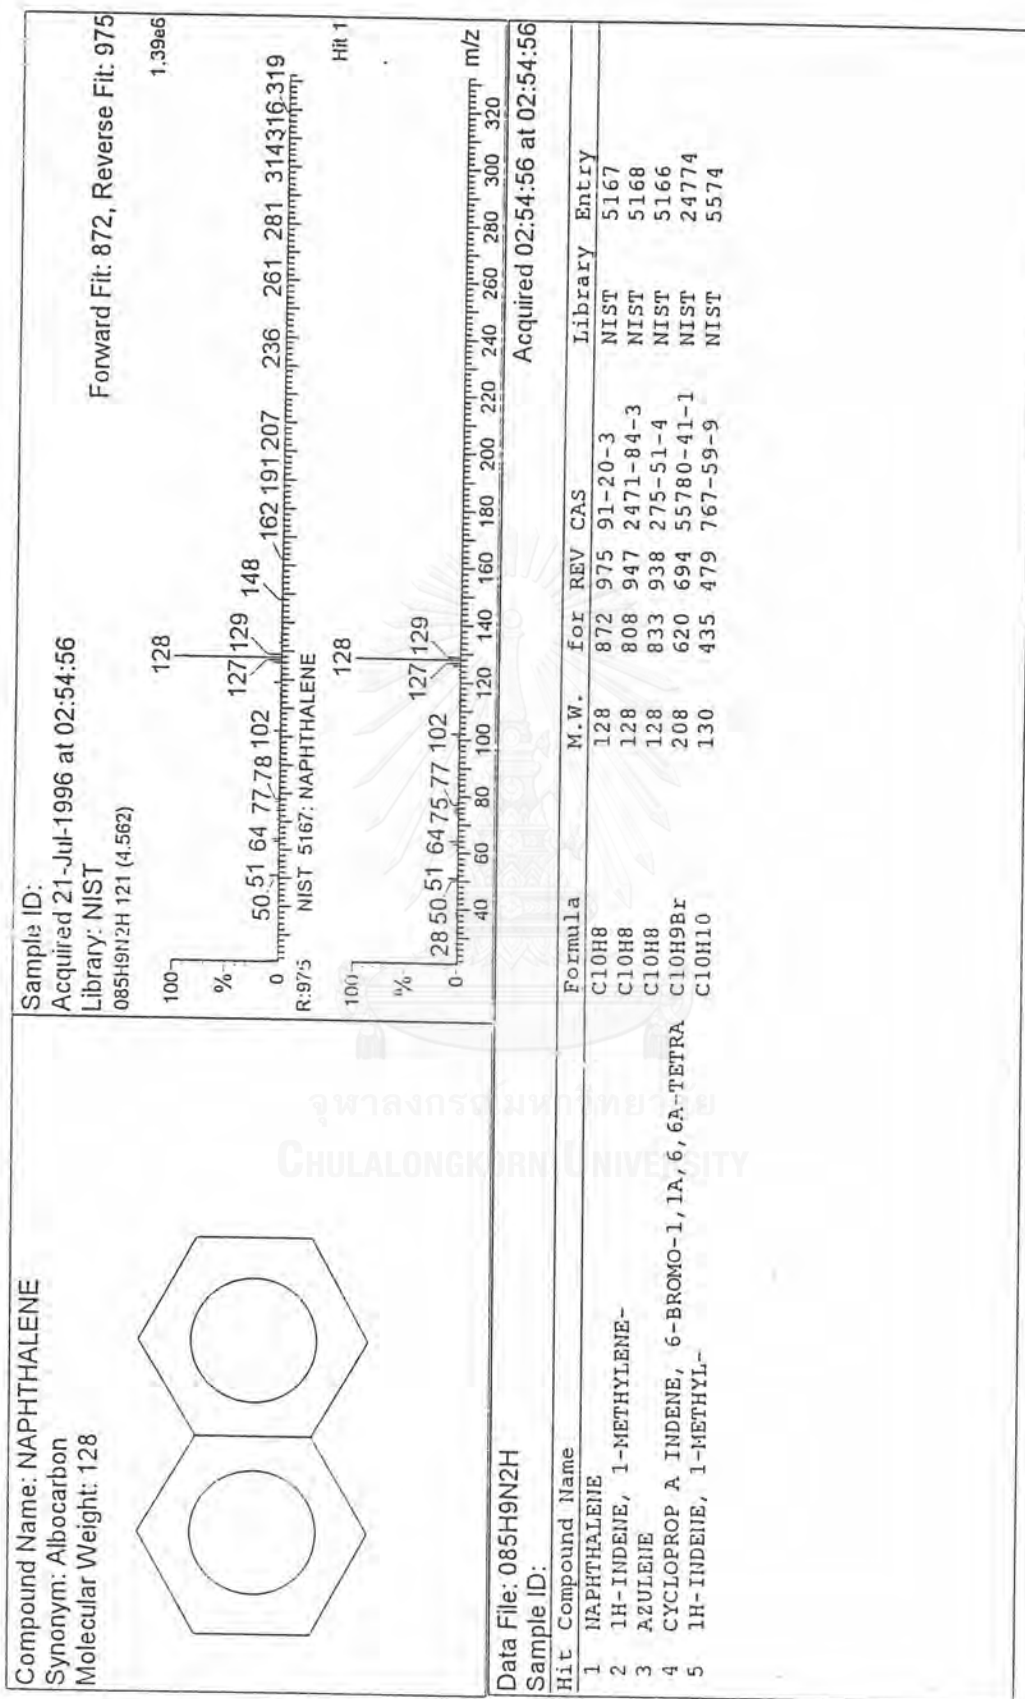 Compound Name: NAPHTHALENE
Synonym: Albocarbon
Molecular Weight: 128
Sample ID:
Acquired 21-Jul-1996 at 02:54:56
Library: NIST
Forward Fit: 872, Reverse Fit: 975
085H9N2H 121 (4.562)
1.39e6
100
%
0
50 51 64 77 78 102 127 128 129 148 162 191 207 236 261 281 314 316 319
R:975 NIST 5167: NAPHTHALENE
Hit 1
100
%
0
28 50 51 64 75 77 102 127 128 129
m/z
40 60 80 100 120 140 160 180 200 220 240 260 280 300 320
Data File: 085H9N2H
Acquired 02:54:56 at 02:54:56
Sample ID:
Hit Compound Name Formula M.W. for REV CAS Library Entry
1 NAPHTHALENE C10H8 128 872 975 91-20-3 NIST 5167
2 1H-INDENE, 1-METHYLENE- C10H8 128 808 947 2471-84-3 NIST 5168
3 AZULENE C10H8 128 833 938 275-51-4 NIST 5166
4 CYCLOPROP A INDENE, 6-BROMO-1,1A,6,6A-TETRA C10H9Br 208 620 694 55780-41-1 NIST 24774
5 1H-INDENE, 1-METHYL- C10H10 130 435 479 767-59-9 NIST 5574
จุฬาลงกรณ์มหาวิทยาลัย
CHULALONGKORN UNIVERSITY